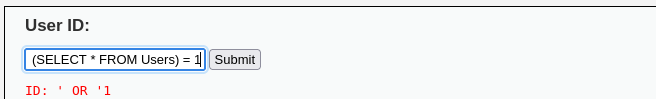 User ID:
(SELECT * FROM Users) = 1 Submit
ID: ' OR '1